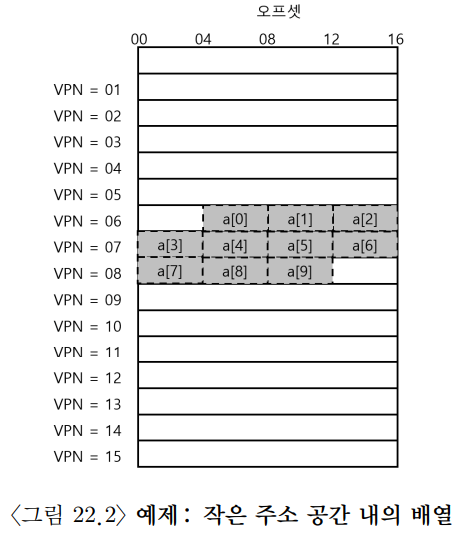 오프셋
00 04 08 12 16
VPN = 01
VPN = 02
VPN = 03
VPN = 04
VPN = 05
VPN = 06 a[0] a[1] a[2]
VPN = 07 a[3] a[4] a[5] a[6]
VPN = 08 a[7] a[8] a[9]
VPN = 09
VPN = 10
VPN = 11
VPN = 12
VPN = 13
VPN = 14
VPN = 15
〈그림 22.2〉 예제: 작은 주소 공간 내의 배열